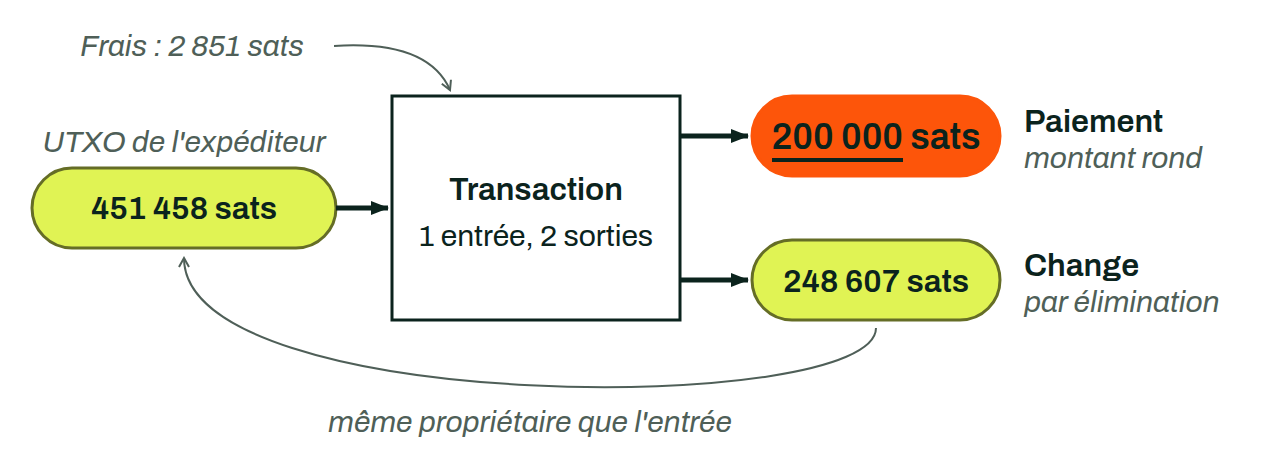 Frais : 2 851 sats
UTXO de l'expéditeur
451 458 sats
Transaction
1 entrée, 2 sorties
200 000 sats
Paiement
montant rond
248 607 sats
Change
par élimination
même propriétaire que l'entrée